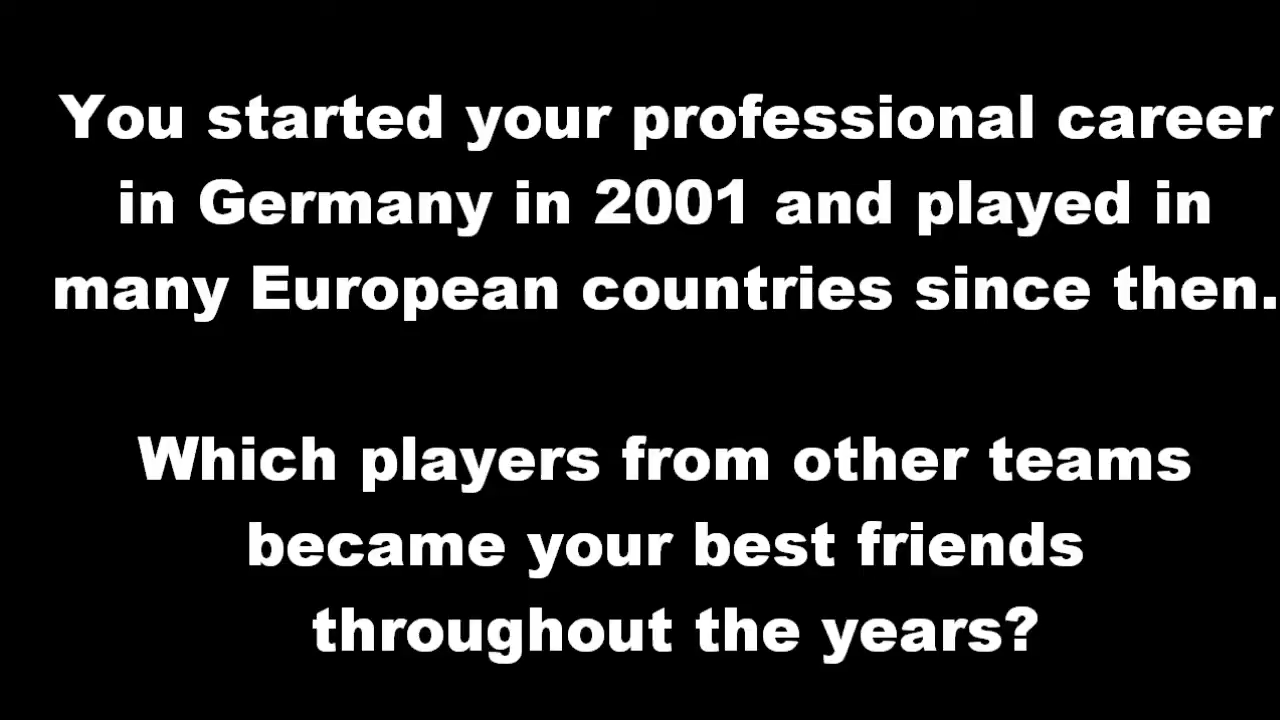 You started your professional career
in Germany in 2001 and played in
many European countries since then.
Which players from other teams
became your best friends
throughout the years?